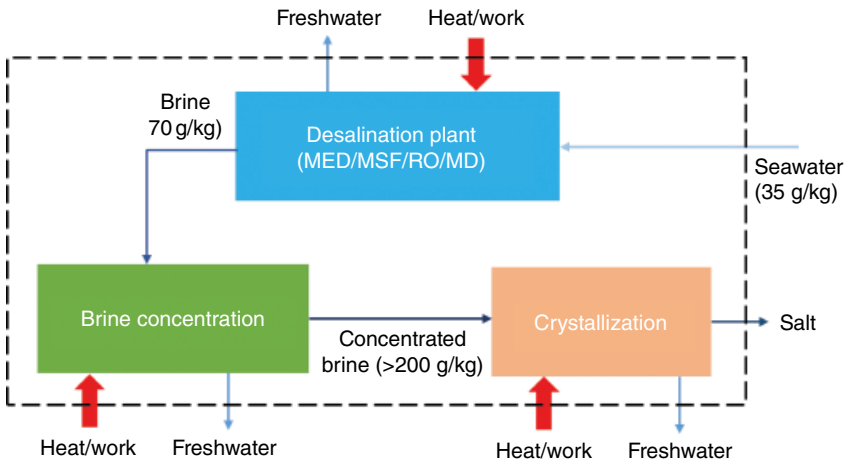 Freshwater
Heat/work
Brine
70 g/kg)
Desalination plant
(MED/MSF/RO/MD)
Seawater
(35 g/kg)
Brine concentration
Concentrated
brine (>200 g/kg)
Crystallization
Salt
Heat/work
Freshwater
Heat/work
Freshwater